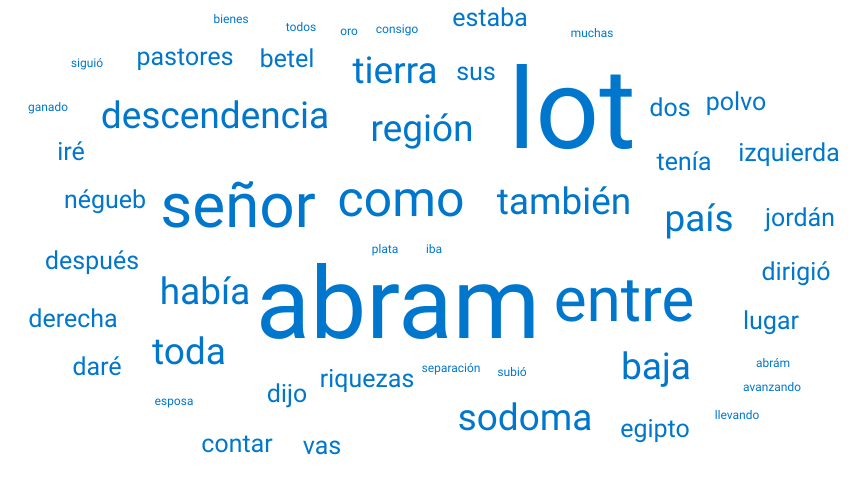 bienes
todos
oro
consigo
estaba
muchas
siguió
pastores
betel
tierra
sus
lot
ganado
descendencia
región
dos
polvo
iré
tenía
izquierda
négueb
señor
como
también
país
jordán
después
plata
iba
dirigió
había
abram
entre
derecha
lugar
toda
daré
riquezas
separación
subió
baja
abrám
avanzando
esposa
dijo
sodoma
egipto
llevando
contar
vas